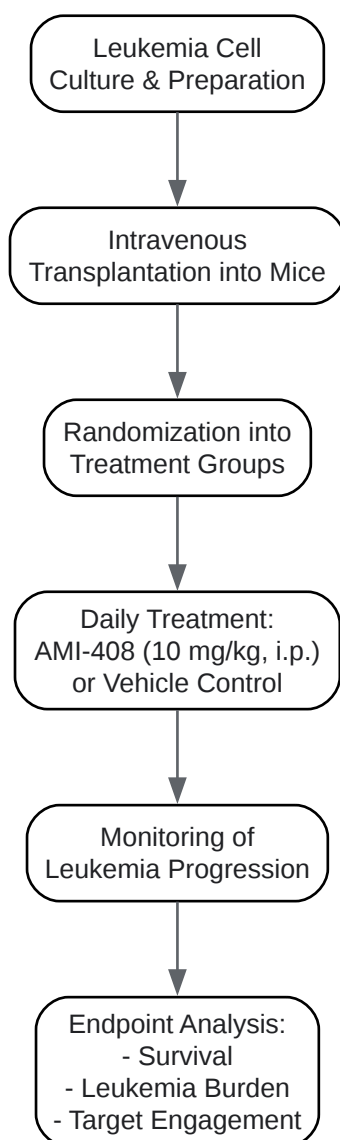 Leukemia Cell
Culture & Preparation
Intravenous
Transplantation into Mice
Randomization into
Treatment Groups
Daily Treatment:
AMI-408 (10 mg/kg, i.p.)
or Vehicle Control
Monitoring of
Leukemia Progression
Endpoint Analysis:
- Survival
- Leukemia Burden
- Target Engagement